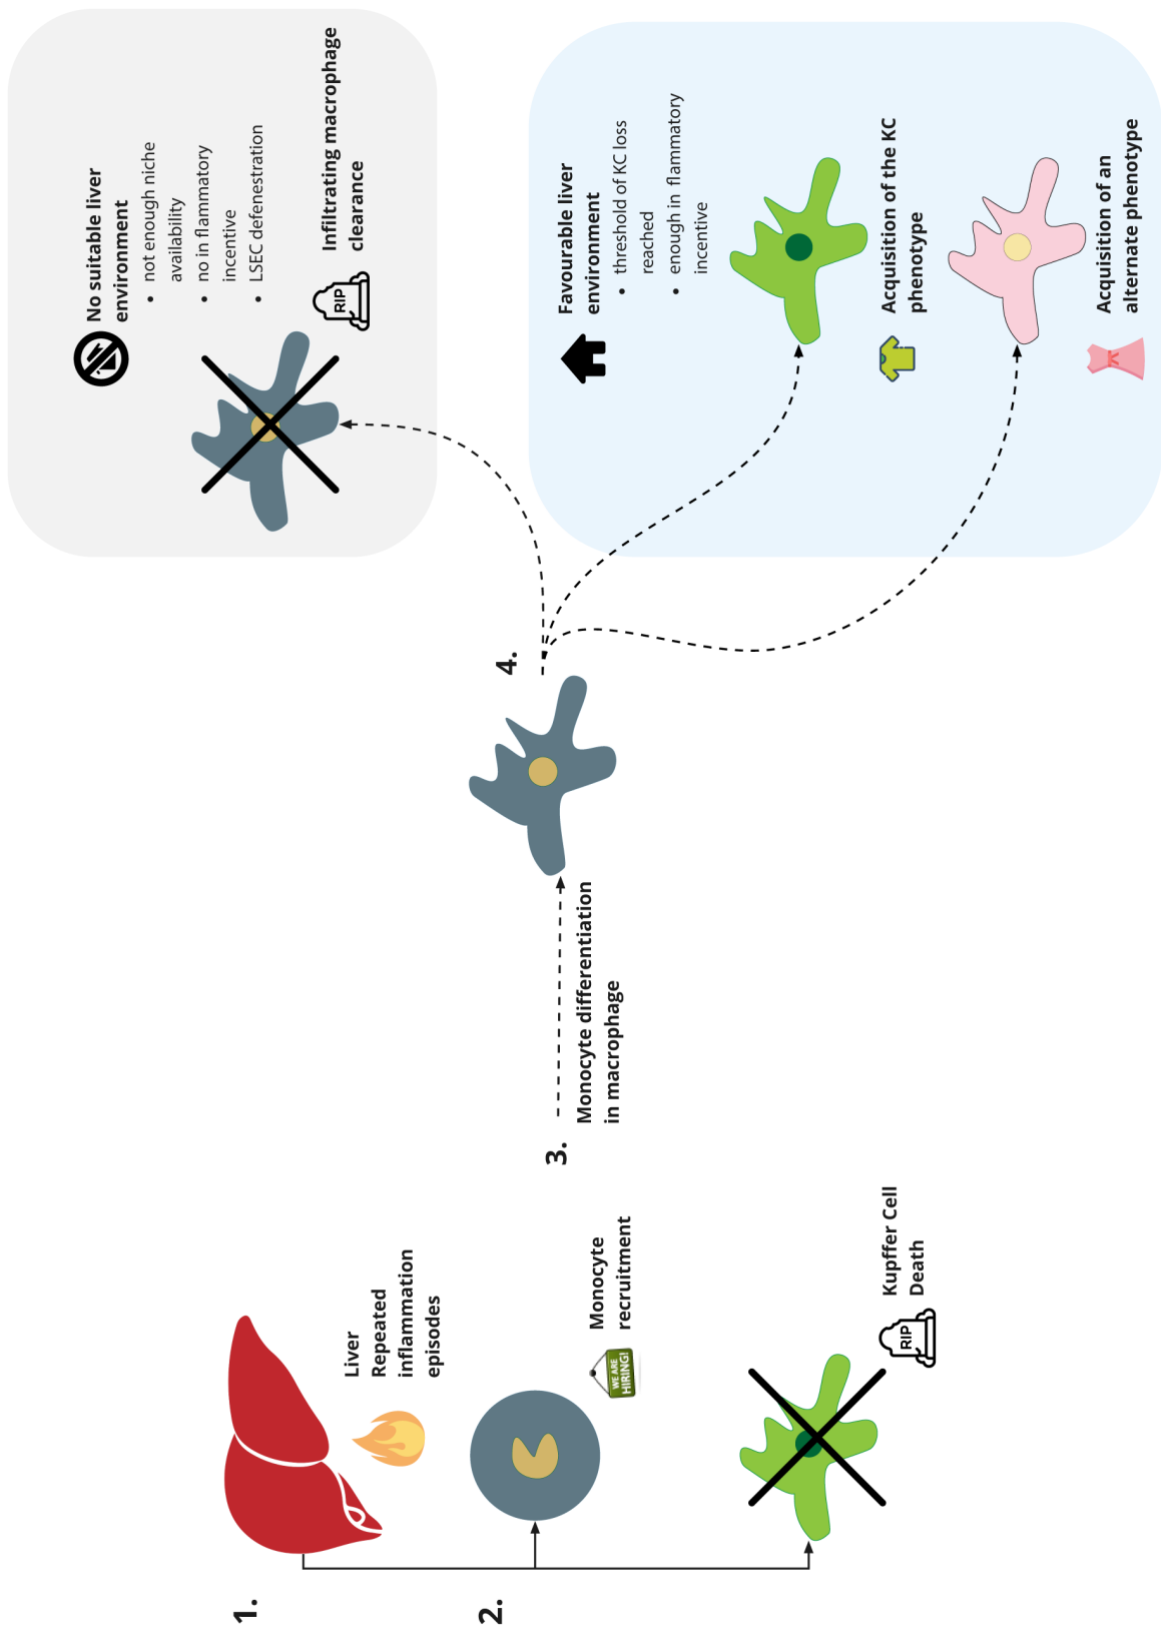 1.
Liver
Repeated
inflammation
episodes
2.
WE ARE
HIRING!
Monocyte
recruitment
RIP
Kupffer Cell
Death
3.
Monocyte differentiation
in macrophage
4.
No suitable liver
environment
• not enough niche
availability
• no in flammatory
incentive
• LSEC defenestration
RIP
Infiltrating macrophage
clearance
Favourable liver
environment
• threshold of KC loss
reached
• enough in flammatory
incentive
Acquisition of the KC
phenotype
Acquisition of an
alternate phenotype